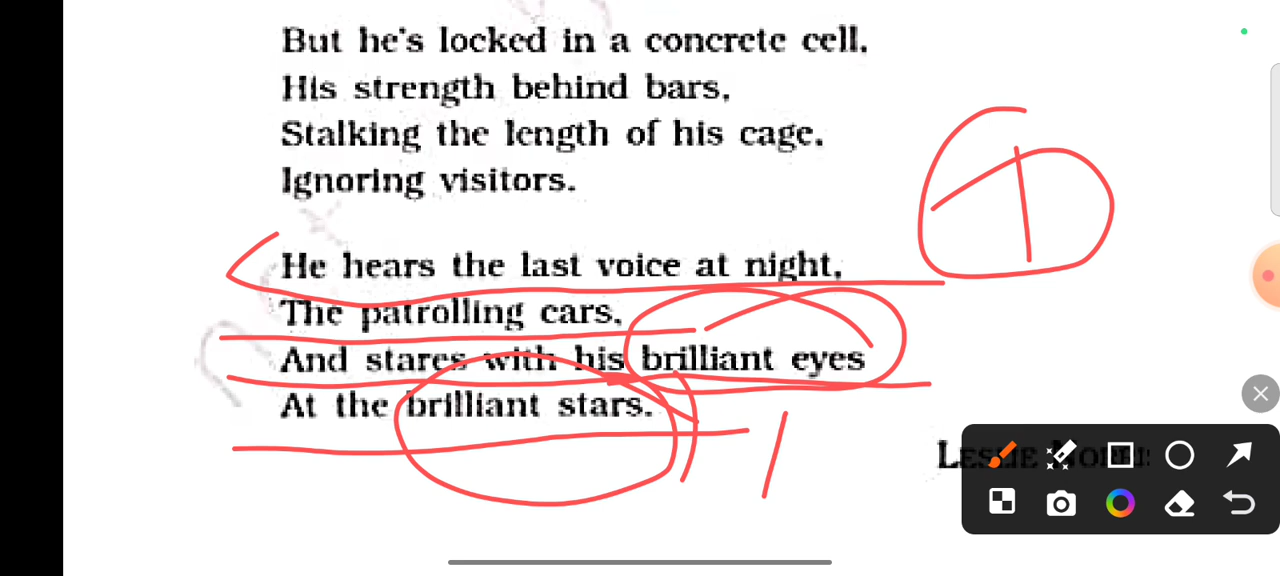 But he's locked in a concrete cell,
His strength behind bars,
Stalking the length of his cage,
Ignoring visitors.
He hears the last voice at night,
The patrolling cars,
And stares with his brilliant eyes
At the brilliant stars.
LESLIE